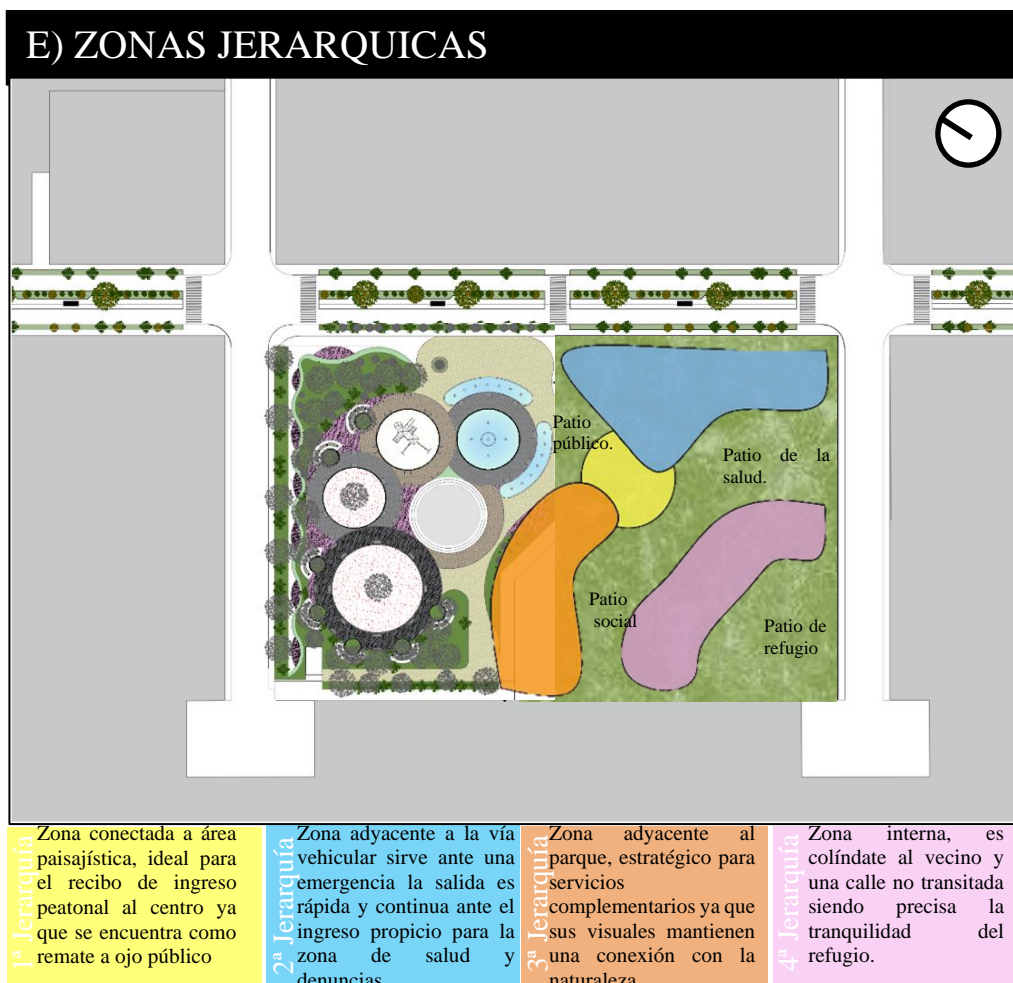 E) ZONAS JERARQUICAS
Patio
público.
Patio de la
salud.
Patio
social
Patio de
refugio
1ª Jerarquía
Zona conectada a área
paisajística, ideal para
el recibo de ingreso
peatonal al centro ya
que se encuentra como
remate a ojo público
2ª Jerarquía
Zona adyacente a la vía
vehicular sirve ante una
emergencia la salida es
rápida y continua ante el
ingreso propicio para la
zona de salud y
denuncias
3ª Jerarquía
Zona adyacente al
parque, estratégico para
servicios
complementarios ya que
sus visuales mantienen
una conexión con la
naturaleza
4ª Jerarquía
Zona interna, es
colíndate al vecino y
una calle no transitada
siendo precisa la
tranquilidad del
refugio.